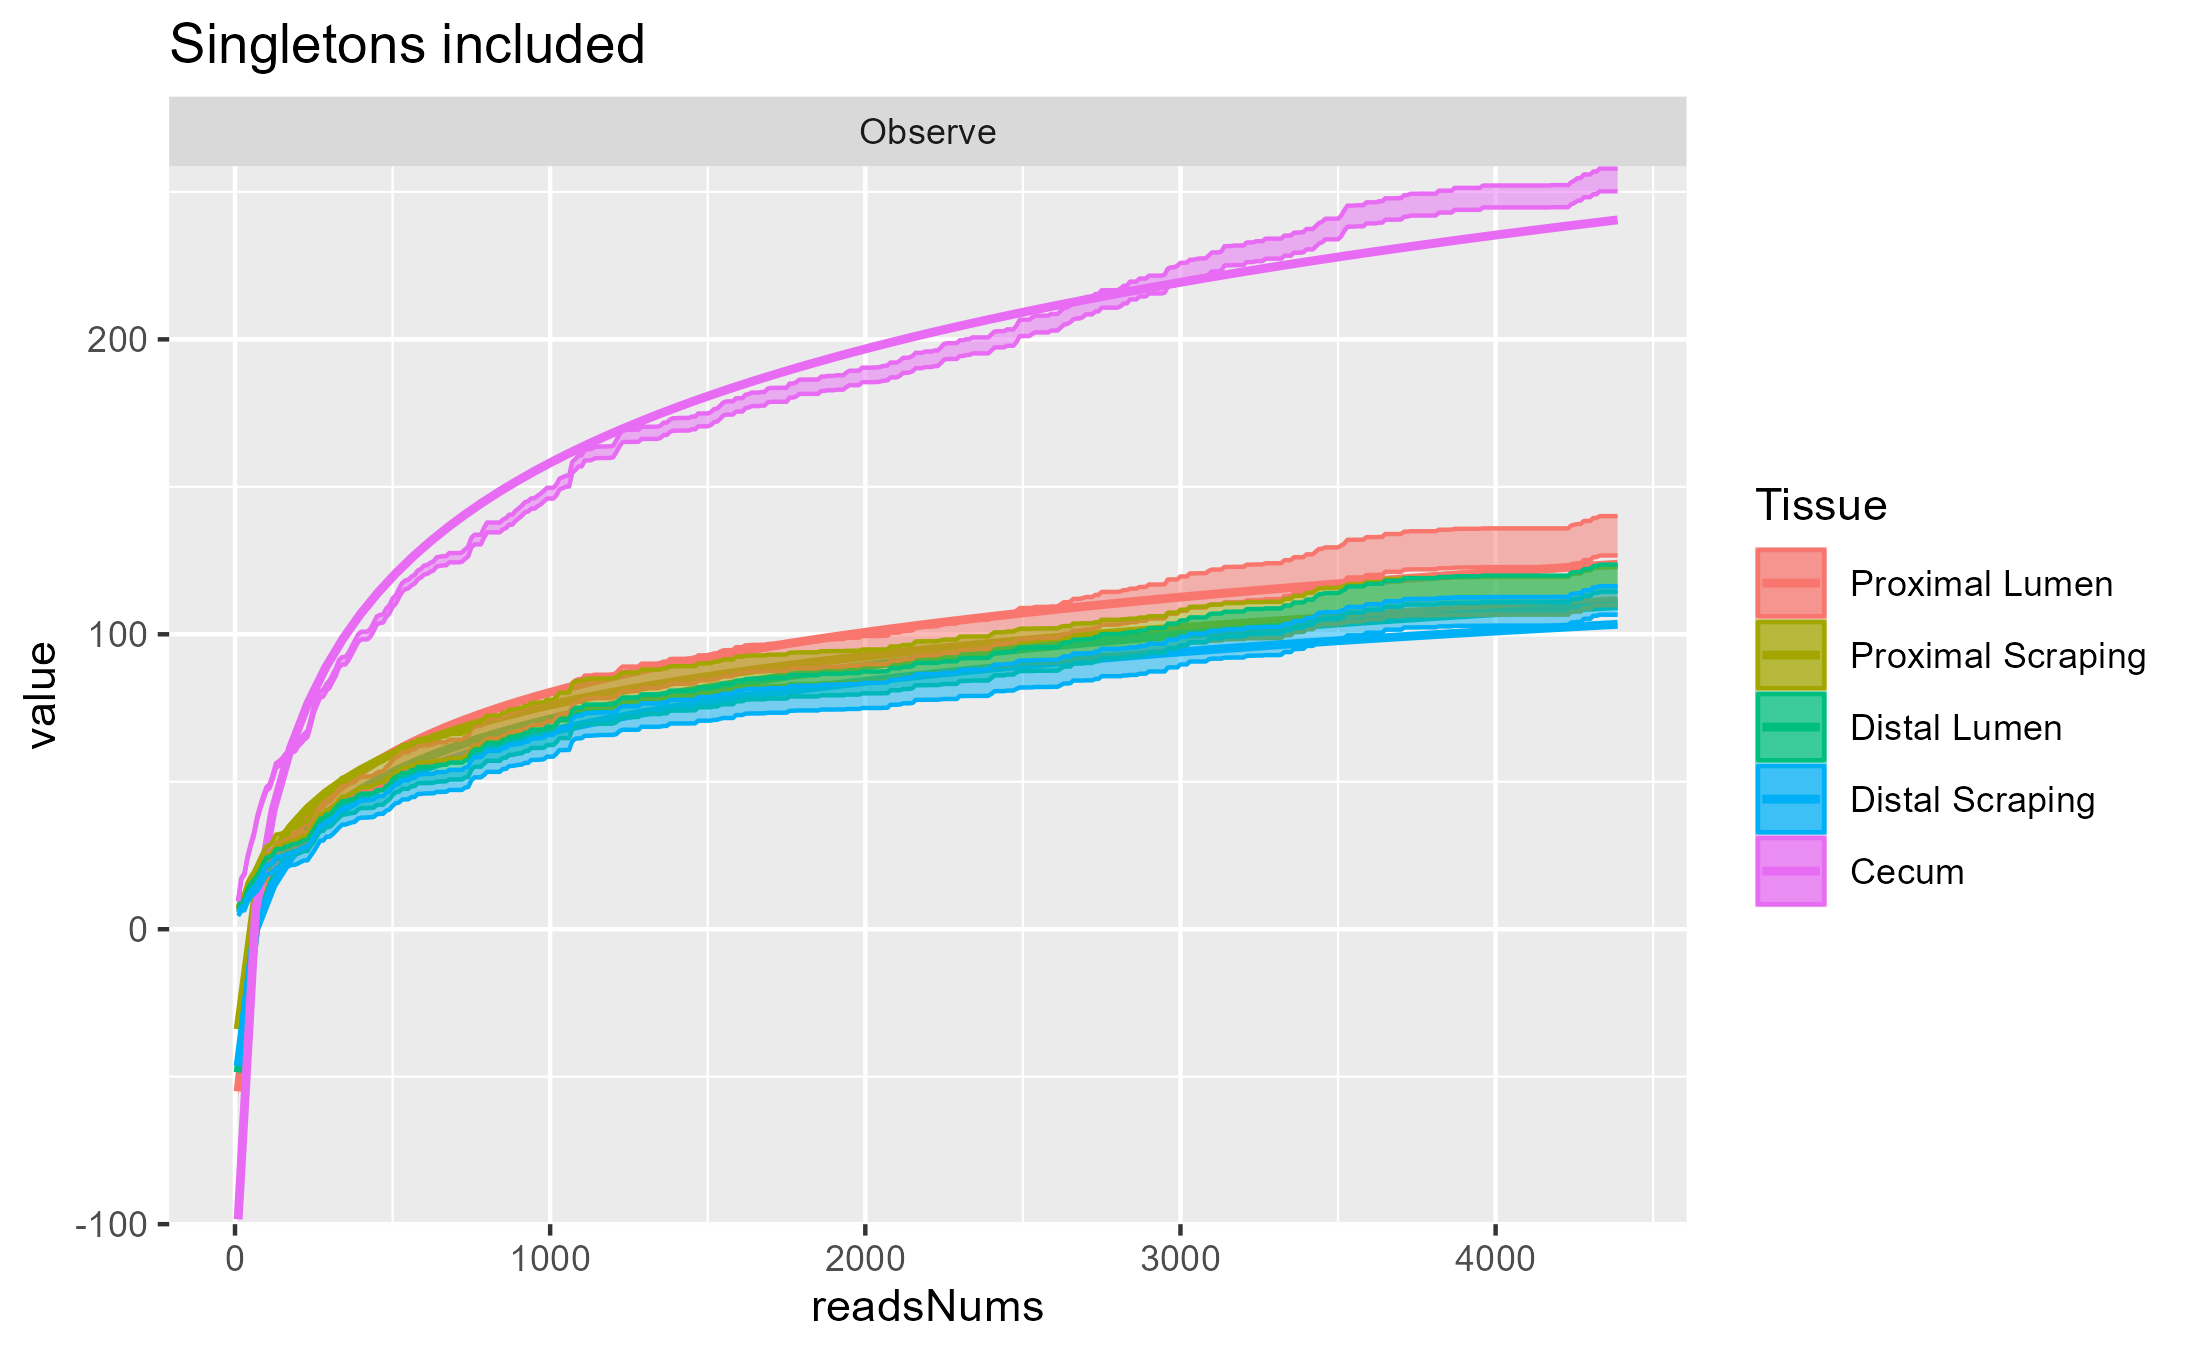 Singletons included
Observe
value
200
100
0
-100
0 1000 2000 3000 4000
readsNums
Tissue
Proximal Lumen
Proximal Scraping
Distal Lumen
Distal Scraping
Cecum